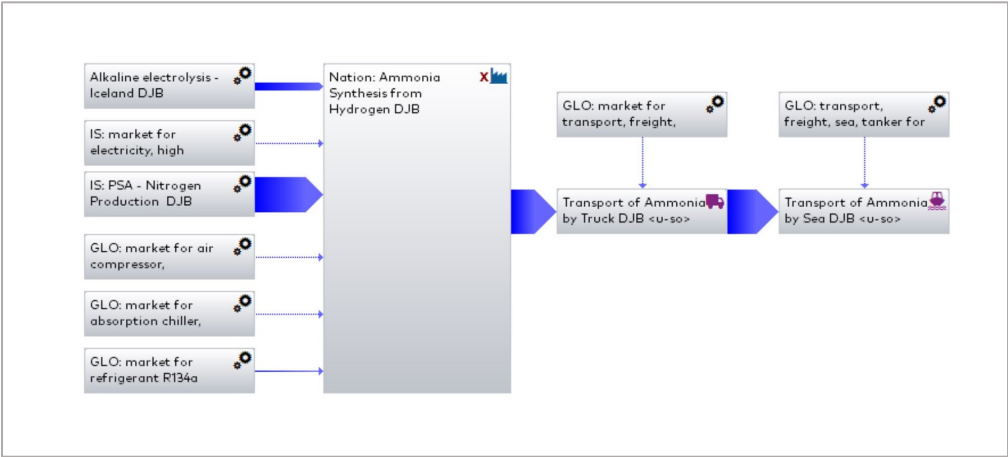 Alkaline electrolysis -
Iceland DJB
IS: market for
electricity, high
IS: PSA - Nitrogen
Production DJB
GLO: market for air
compressor,
GLO: market for
absorption chiller,
GLO: market for
refrigerant R134a
Nation: Ammonia
Synthesis from
Hydrogen DJB
X
GLO: market for
transport, freight,
Transport of Ammonia
by Truck DJB <u-so>
GLO: transport,
freight, sea, tanker for
Transport of Ammonia
by Sea DJB <u-so>